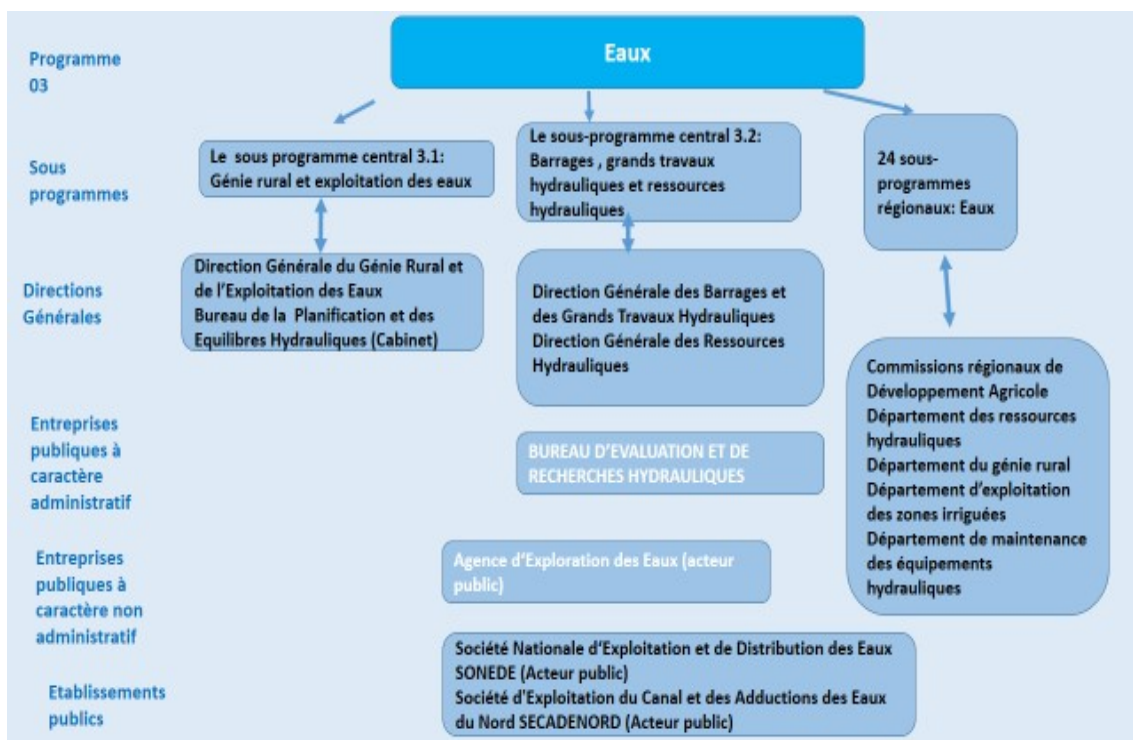 Programme
03
Eaux
Sous
programmes
Le sous programme central 3.1:
Génie rural et exploitation des eaux
Le sous-programme central 3.2:
Barrages , grands travaux
hydrauliques et ressources
hydrauliques
24 sous-
programmes
régionaux: Eaux
Directions
Générales
Direction Générale du Génie Rural et
de l'Exploitation des Eaux
Bureau de la Planification et des
Equilibres Hydrauliques (Cabinet)
Direction Générale des Barrages et
des Grands Travaux Hydrauliques
Direction Générale des Ressources
Hydrauliques
Commissions régionaux de
Développement Agricole
Département des ressources
hydrauliques
Département du génie rural
Département d'exploitation
des zones irriguées
Département de maintenance
des équipements
hydrauliques
Entreprises
publiques à
caractère
administratif
BUREAU D'EVALUATION ET DE
RECHERCHES HYDRAULIQUES
Entreprises
publiques à
caractère non
administratif
Agence d'Exploration des Eaux (acteur
public)
Etablissements
publics
Société Nationale d'Exploitation et de Distribution des Eaux
SONEDE (Acteur public)
Société d'Exploitation du Canal et des Adductions des Eaux
du Nord SECADENORD (Acteur public)